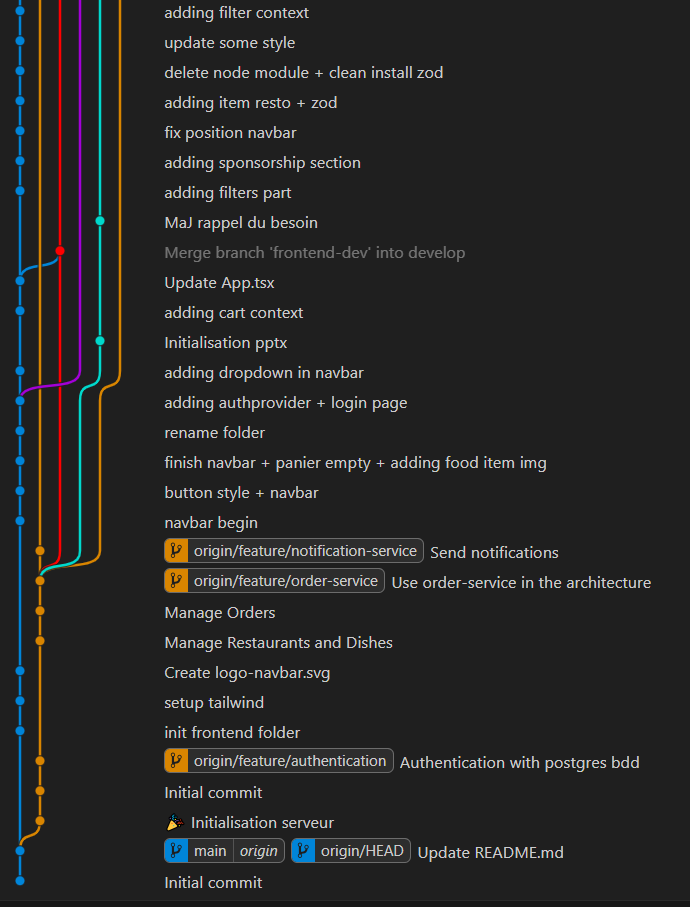 adding filter context
update some style
delete node module + clean install zod
adding item resto + zod
fix position navbar
adding sponsorship section
adding filters part
MaJ rappel du besoin
Merge branch 'frontend-dev' into develop
Update App.tsx
adding cart context
Initialisation pptx
adding dropdown in navbar
adding authprovider + login page
rename folder
finish navbar + panier empty + adding food item img
button style + navbar
navbar begin
origin/feature/notification-service Send notifications
origin/feature/order-service Use order-service in the architecture
Manage Orders
Manage Restaurants and Dishes
Create logo-navbar.svg
setup tailwind
init frontend folder
origin/feature/authentication Authentication with postgres bdd
Initial commit
🎉 Initialisation serveur
main origin origin/HEAD Update README.md
Initial commit